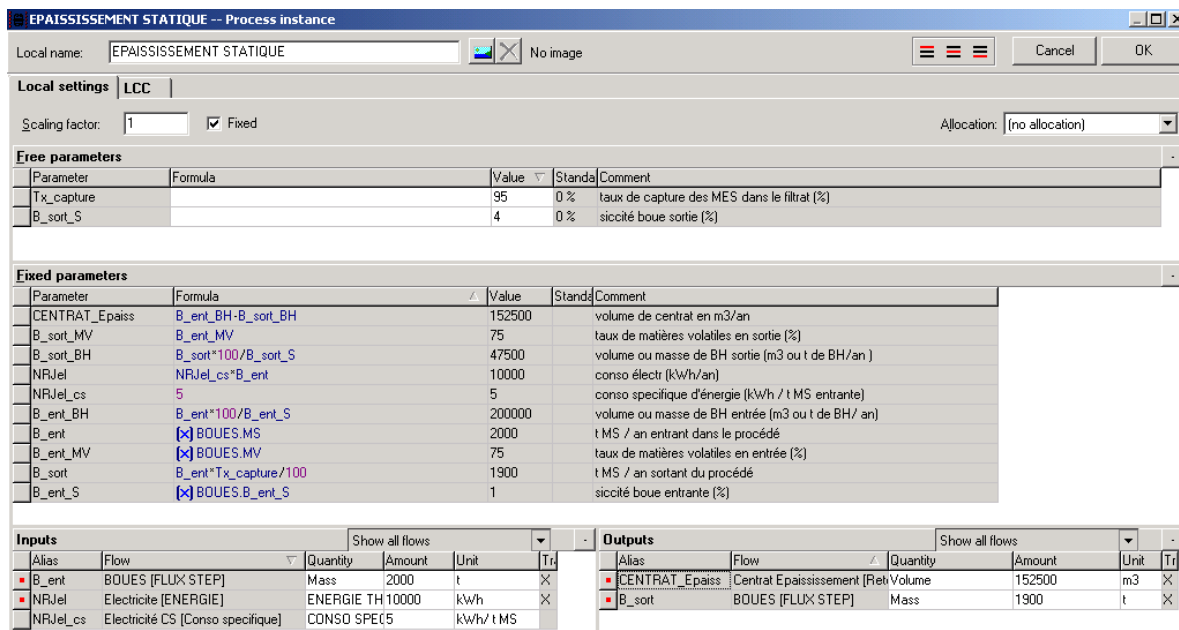 EPAISSISSEMENT STATIQUE -- Process instance
Local name: EPAISSISSEMENT STATIQUE No image Cancel OK
Local settings LCC
Scaling factor: 1 Fixed Allocation: (no allocation)
Free parameters
Parameter Formula Value Standa Comment
Tx_capture 95 0 % taux de capture des MES dans le filtrat (%)
B_sort_S 4 0 % siccité boue sortie (%)
Fixed parameters
Parameter Formula Value Standa Comment
CENTRAT_Epaiss B_ent_BH-B_sort_BH 152500 volume de centrat en m3/an
B_sort_MV B_ent_MV 75 taux de matières volatiles en sortie (%)
B_sort_BH B_sort*100/B_sort_S 47500 volume ou masse de BH sortie (m3 ou t de BH/an )
NRJel NRJel_cs*B_ent 10000 conso électr (kWh/an)
NRJel_cs 5 5 conso specifique d'énergie (kWh / t MS entrante)
B_ent_BH B_ent*100/B_ent_S 200000 volume ou masse de BH entrée (m3 ou t de BH/ an)
B_ent (x) BOUES.MS 2000 t MS / an entrant dans le procédé
B_ent_MV (x) BOUES.MV 75 taux de matières volatiles en entrée (%)
B_sort B_ent*Tx_capture/100 1900 t MS / an sortant du procédé
B_ent_S (x) BOUES.B_ent_S 1 siccité boue entrante (%)
Inputs Show all flows Outputs Show all flows
Alias Flow Quantity Amount Unit Tr Alias Flow Quantity Amount Unit Tr
B_ent BOUES [FLUX STEP] Mass 2000 t X CENTRAT_Epaiss Centrat Epaississement [Ret Volume 152500 m3 X
NRJel Electricite [ENERGIE] ENERGIE TH 10000 kWh X B_sort BOUES [FLUX STEP] Mass 1900 t X
NRJel_cs Electricité CS [Conso specifique] CONSO SPE( 5 kWh/ t MS